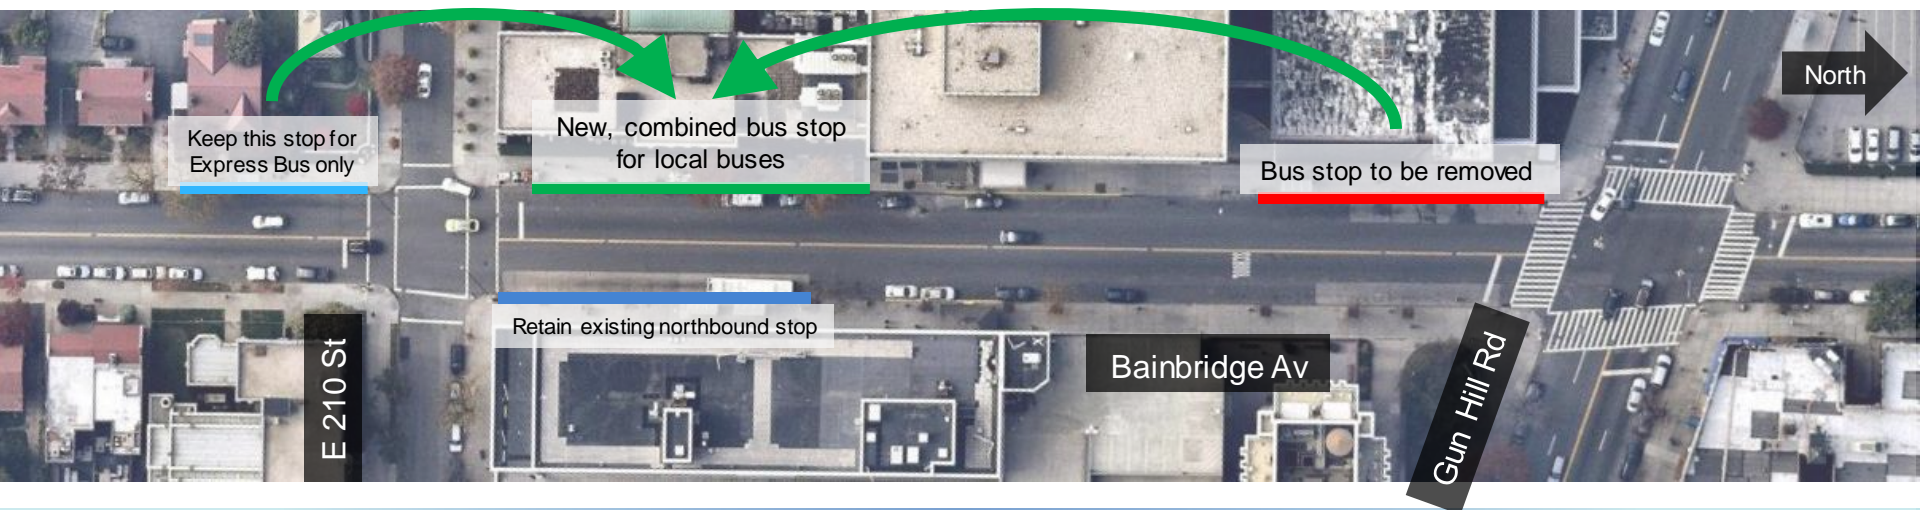 North
Keep this stop for
Express Bus only
New, combined bus stop
for local buses
Bus stop to be removed
Retain existing northbound stop
E 210 St
Bainbridge Av
Gun Hill Rd